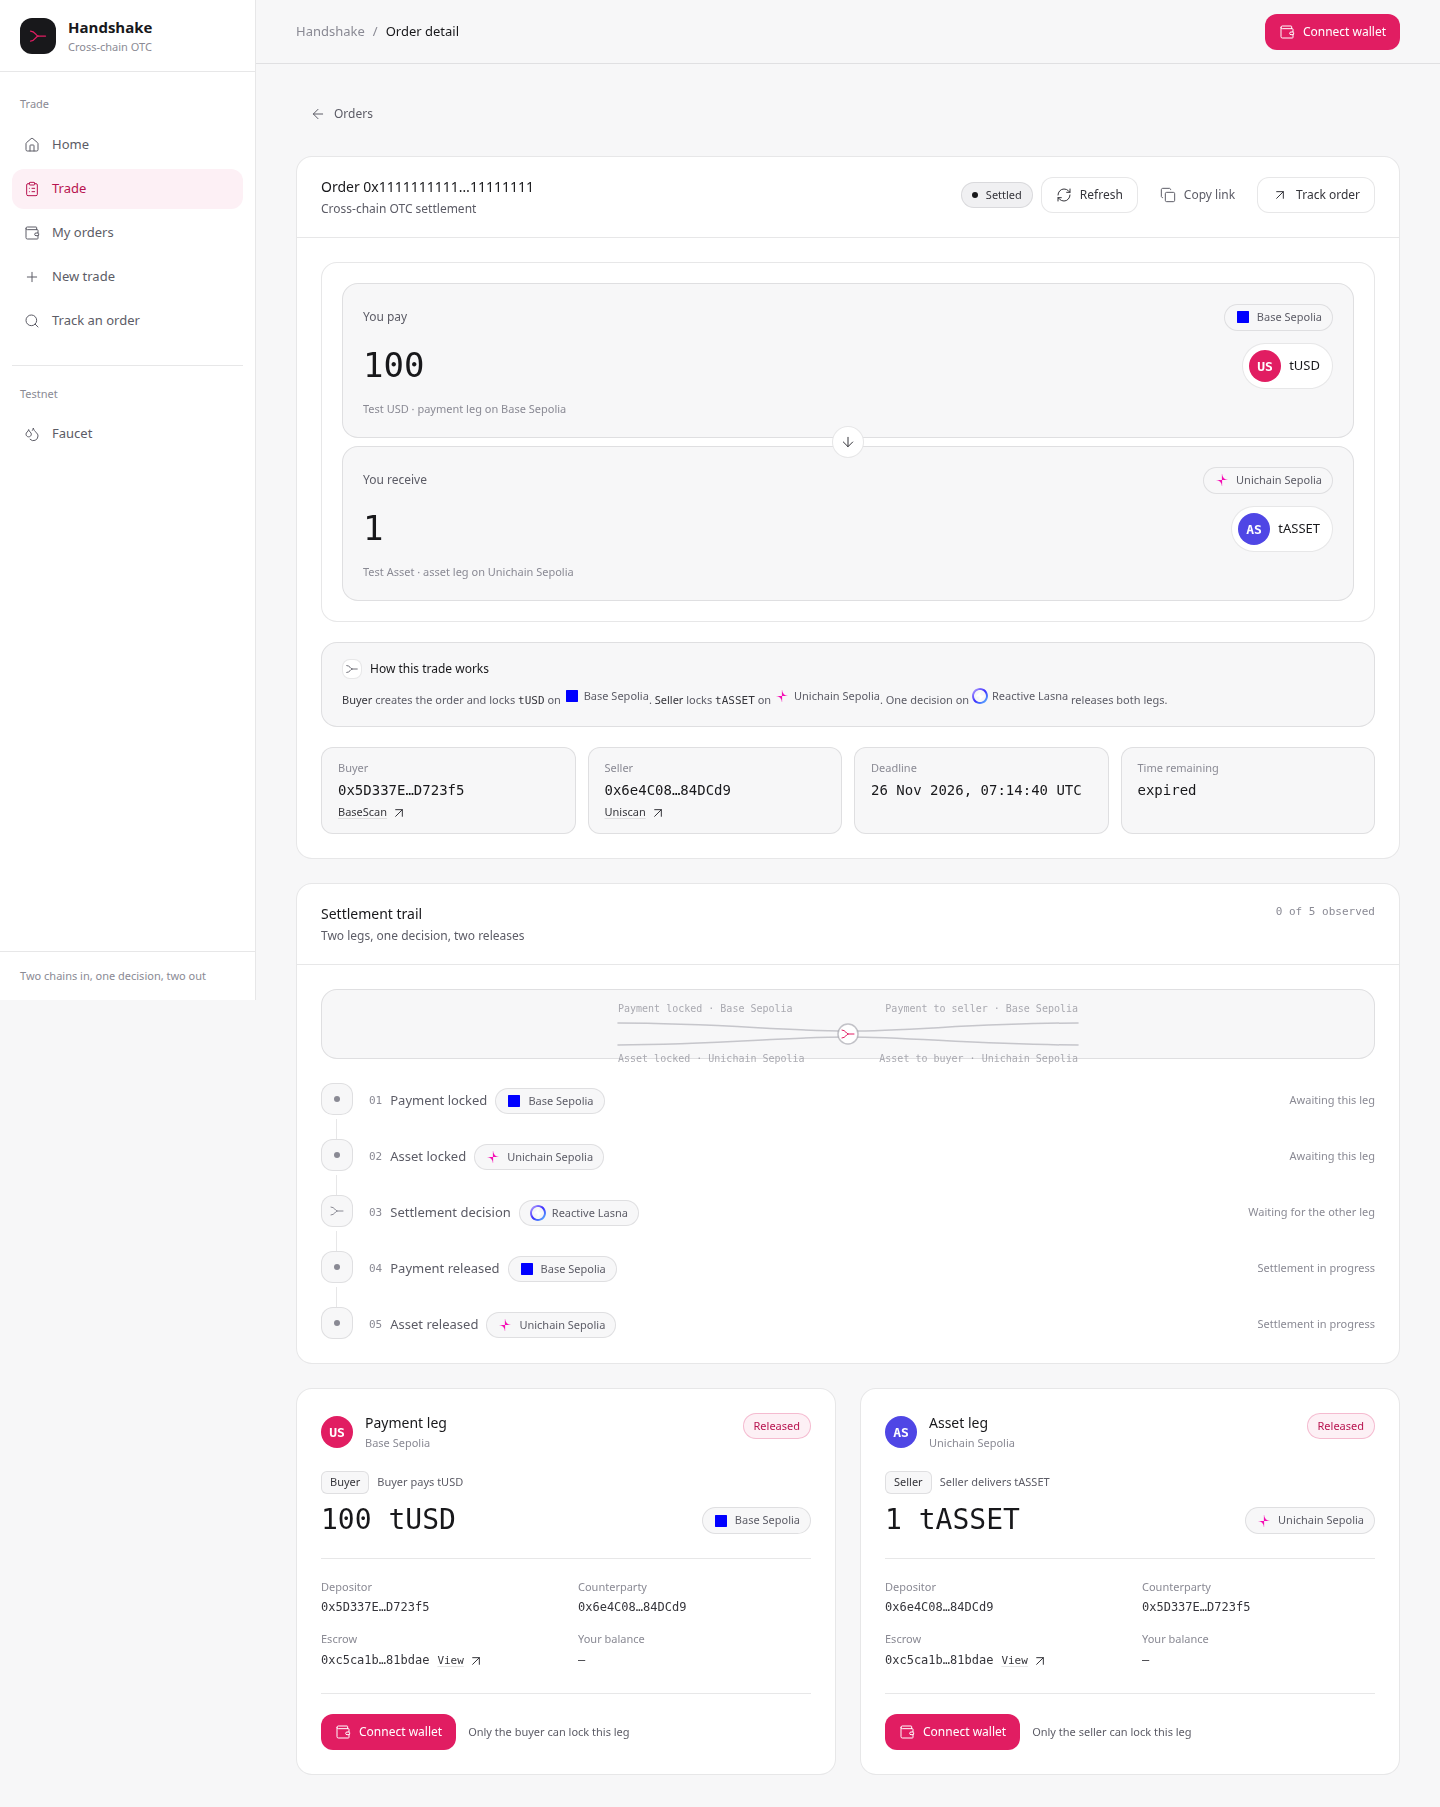 Handshake
Cross-chain OTC
Trade
Home
Trade
My orders
New trade
Track an order
Testnet
Faucet
Two chains in, one decision, two out
Handshake / Order detail
Connect wallet
Orders
Order 0x1111111111…11111111
Cross-chain OTC settlement
Settled
Refresh
Copy link
Track order
You pay
Base Sepolia
100
US tUSD
Test USD · payment leg on Base Sepolia
You receive
Unichain Sepolia
1
AS tASSET
Test Asset · asset leg on Unichain Sepolia
How this trade works
Buyer creates the order and locks tUSD on Base Sepolia. Seller locks tASSET on Unichain Sepolia. One decision on Reactive Lasna releases both legs.
Buyer
0x5D337E…D723f5
BaseScan
Seller
0x6e4C08…84DCd9
Uniscan
Deadline
26 Nov 2026, 07:14:40 UTC
Time remaining
expired
Settlement trail
Two legs, one decision, two releases
0 of 5 observed
Payment locked · Base Sepolia
Payment to seller · Base Sepolia
Asset locked · Unichain Sepolia
Asset to buyer · Unichain Sepolia
01 Payment locked Base Sepolia Awaiting this leg
02 Asset locked Unichain Sepolia Awaiting this leg
03 Settlement decision Reactive Lasna Waiting for the other leg
04 Payment released Base Sepolia Settlement in progress
05 Asset released Unichain Sepolia Settlement in progress
US Payment leg
Base Sepolia
Released
Buyer Buyer pays tUSD
100 tUSD
Base Sepolia
Depositor
0x5D337E…D723f5
Counterparty
0x6e4C08…84DCd9
Escrow
0xc5ca1b…81bdae View
Your balance
—
Connect wallet
Only the buyer can lock this leg
AS Asset leg
Unichain Sepolia
Released
Seller Seller delivers tASSET
1 tASSET
Unichain Sepolia
Depositor
0x6e4C08…84DCd9
Counterparty
0x5D337E…D723f5
Escrow
0xc5ca1b…81bdae View
Your balance
—
Connect wallet
Only the seller can lock this leg